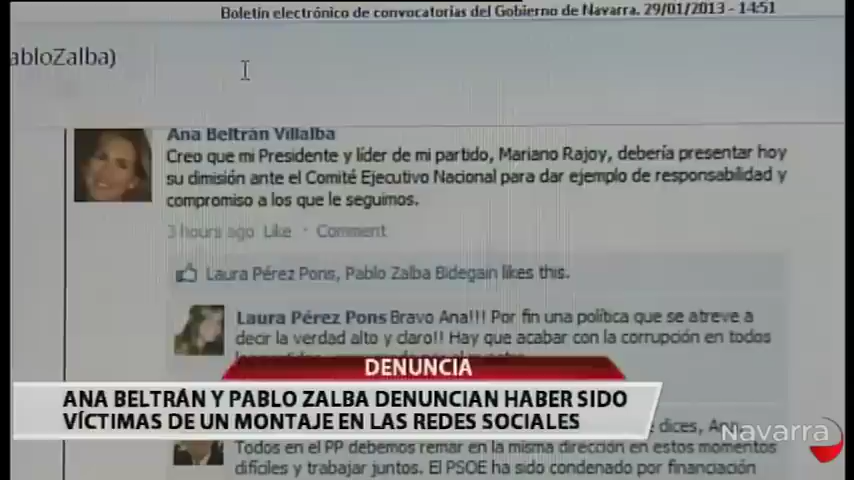 Boletín electrónico de convocatorias del Gobierno de Navarra. 29/01/2013 - 14:51
abloZalba)
Ana Beltrán Villalba
Creo que mi Presidente y líder de mi partido, Mariano Rajoy, debería presentar hoy
su dimisión ante el Comité Ejecutivo Nacional para dar ejemplo de responsabilidad y
compromiso a los que le seguimos.
3 hours ago Like · Comment
Laura Pérez Pons, Pablo Zalba Bidegain likes this.
Laura Pérez Pons Bravo Ana!!! Por fin una política que se atreve a
decir la verdad alto y claro!! Hay que acabar con la corrupción en todos
DENUNCIA
ANA BELTRÁN Y PABLO ZALBA DENUNCIAN HABER SIDO
VÍCTIMAS DE UN MONTAJE EN LAS REDES SOCIALES
dices, Ana.
Navarra
Todos en el PP debemos remar en la misma dirección en estos momentos
difíciles y trabajar juntos. El PSOE ha sido condenado por financiación